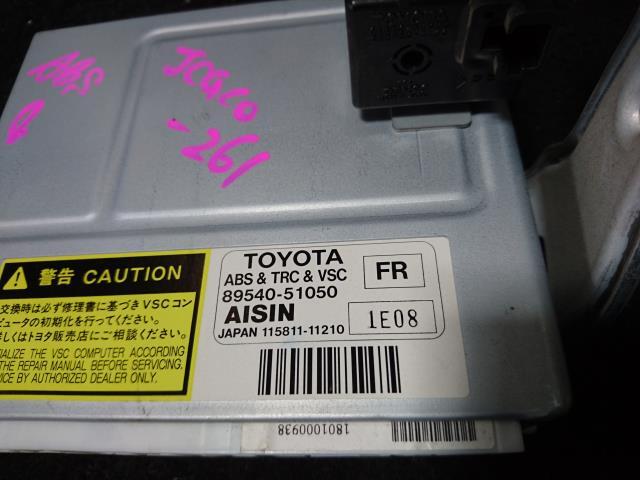 TOYOTA
ABS
JCG10
-261
警告 CAUTION
交換時は必ず修理書に基づきVSCコン
ピュータの初期化を行ってください。
詳しくはトヨタ販売店にご相談ください。
IALIZE THE VSC COMPUTER ACCORDING
THE REPAIR MANUAL BEFORE SERVICING.
ICE BY AUTHORIZED DEALER ONLY.
TOYOTA
ABS & TRC & VSC
89540-51050
AISIN
JAPAN 115811-11210
FR
1E08
1801000938